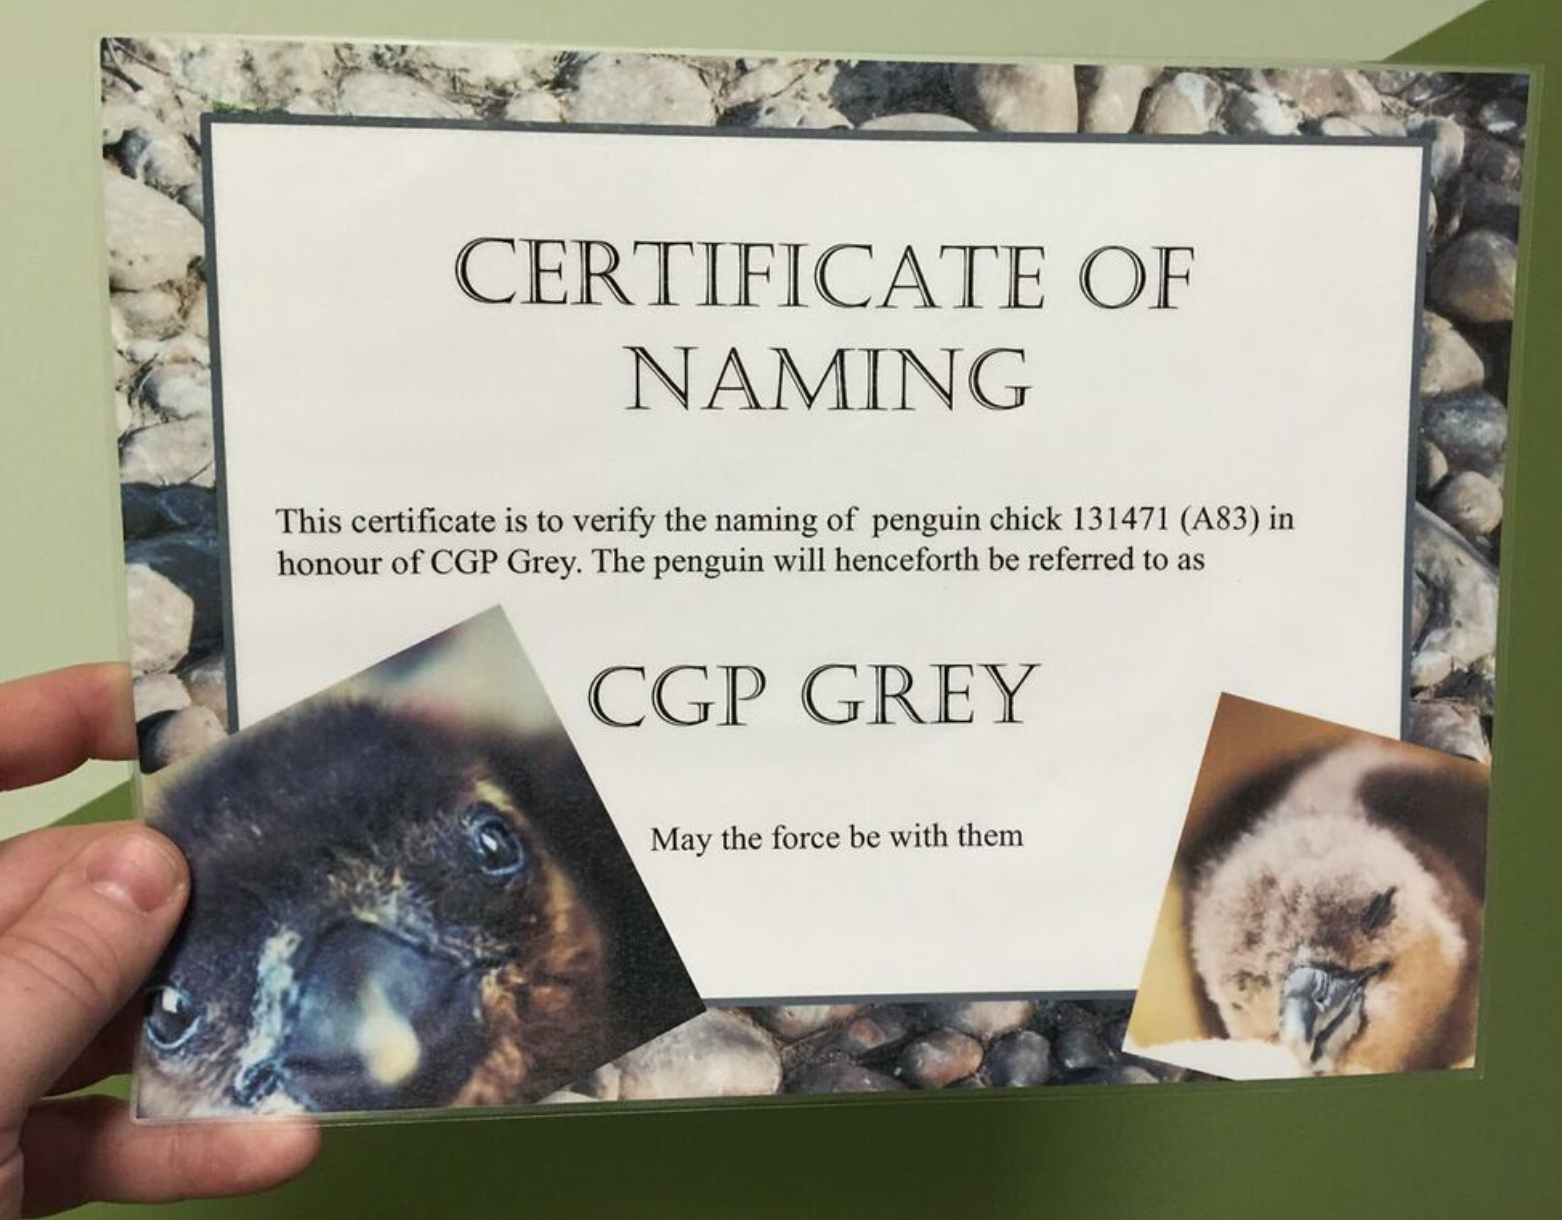 CERTIFICATE OF
NAMING
This certificate is to verify the naming of penguin chick 131471 (A83) in
honour of CGP Grey. The penguin will henceforth be referred to as
CGP GREY
May the force be with them